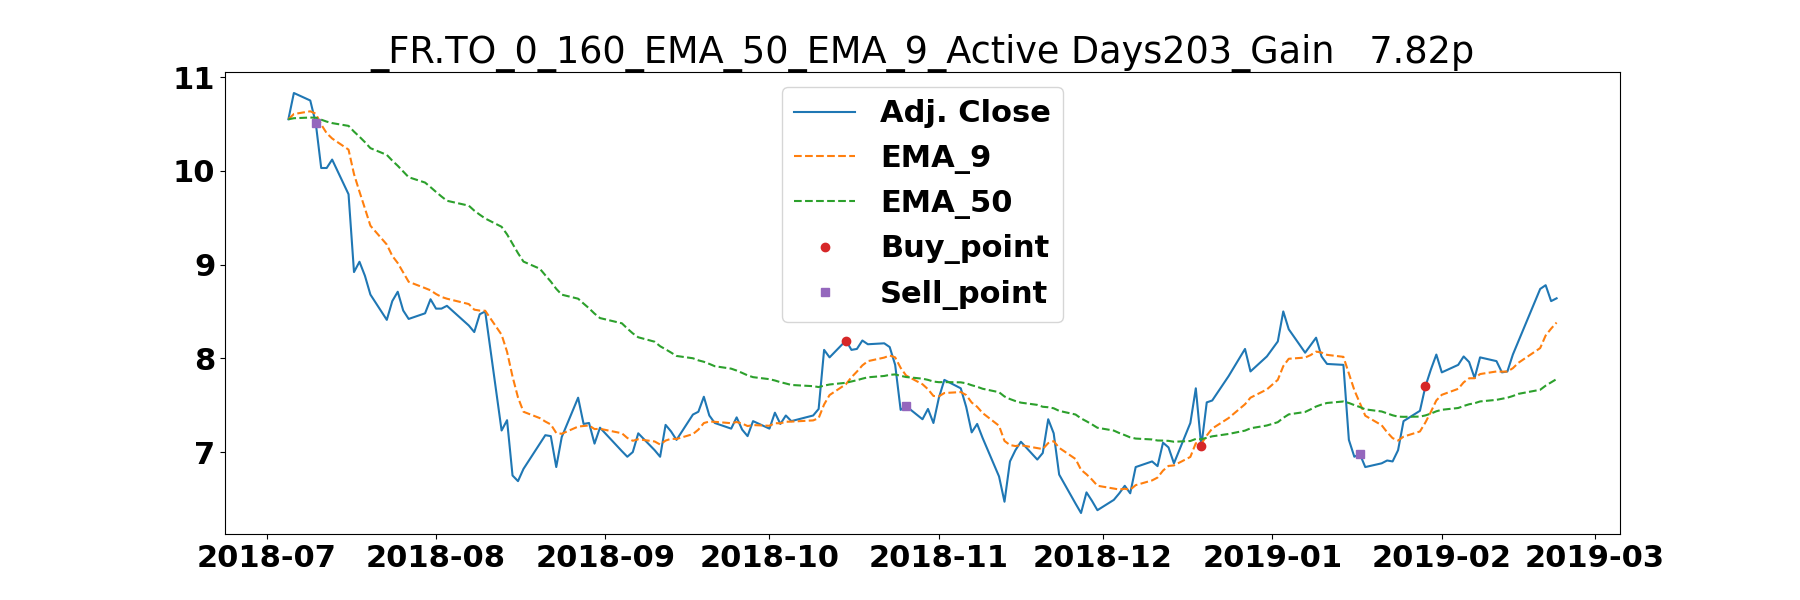 _FR.TO_0_160_EMA_50_EMA_9_Active Days203_Gain   7.82p
11
10
9
8
7
Adj. Close
EMA_9
EMA_50
Buy_point
Sell_point
2018-07 2018-08 2018-09 2018-10 2018-11 2018-12 2019-01 2019-02 2019-03